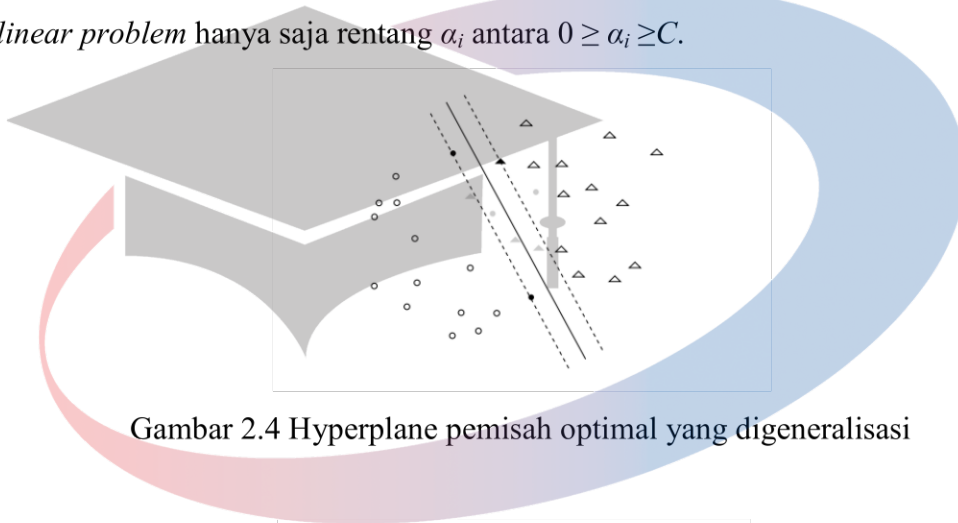 linear problem hanya saja rentang αᵢ antara 0 ≥ αᵢ ≥C.
Gambar 2.4 Hyperplane pemisah optimal yang digeneralisasi